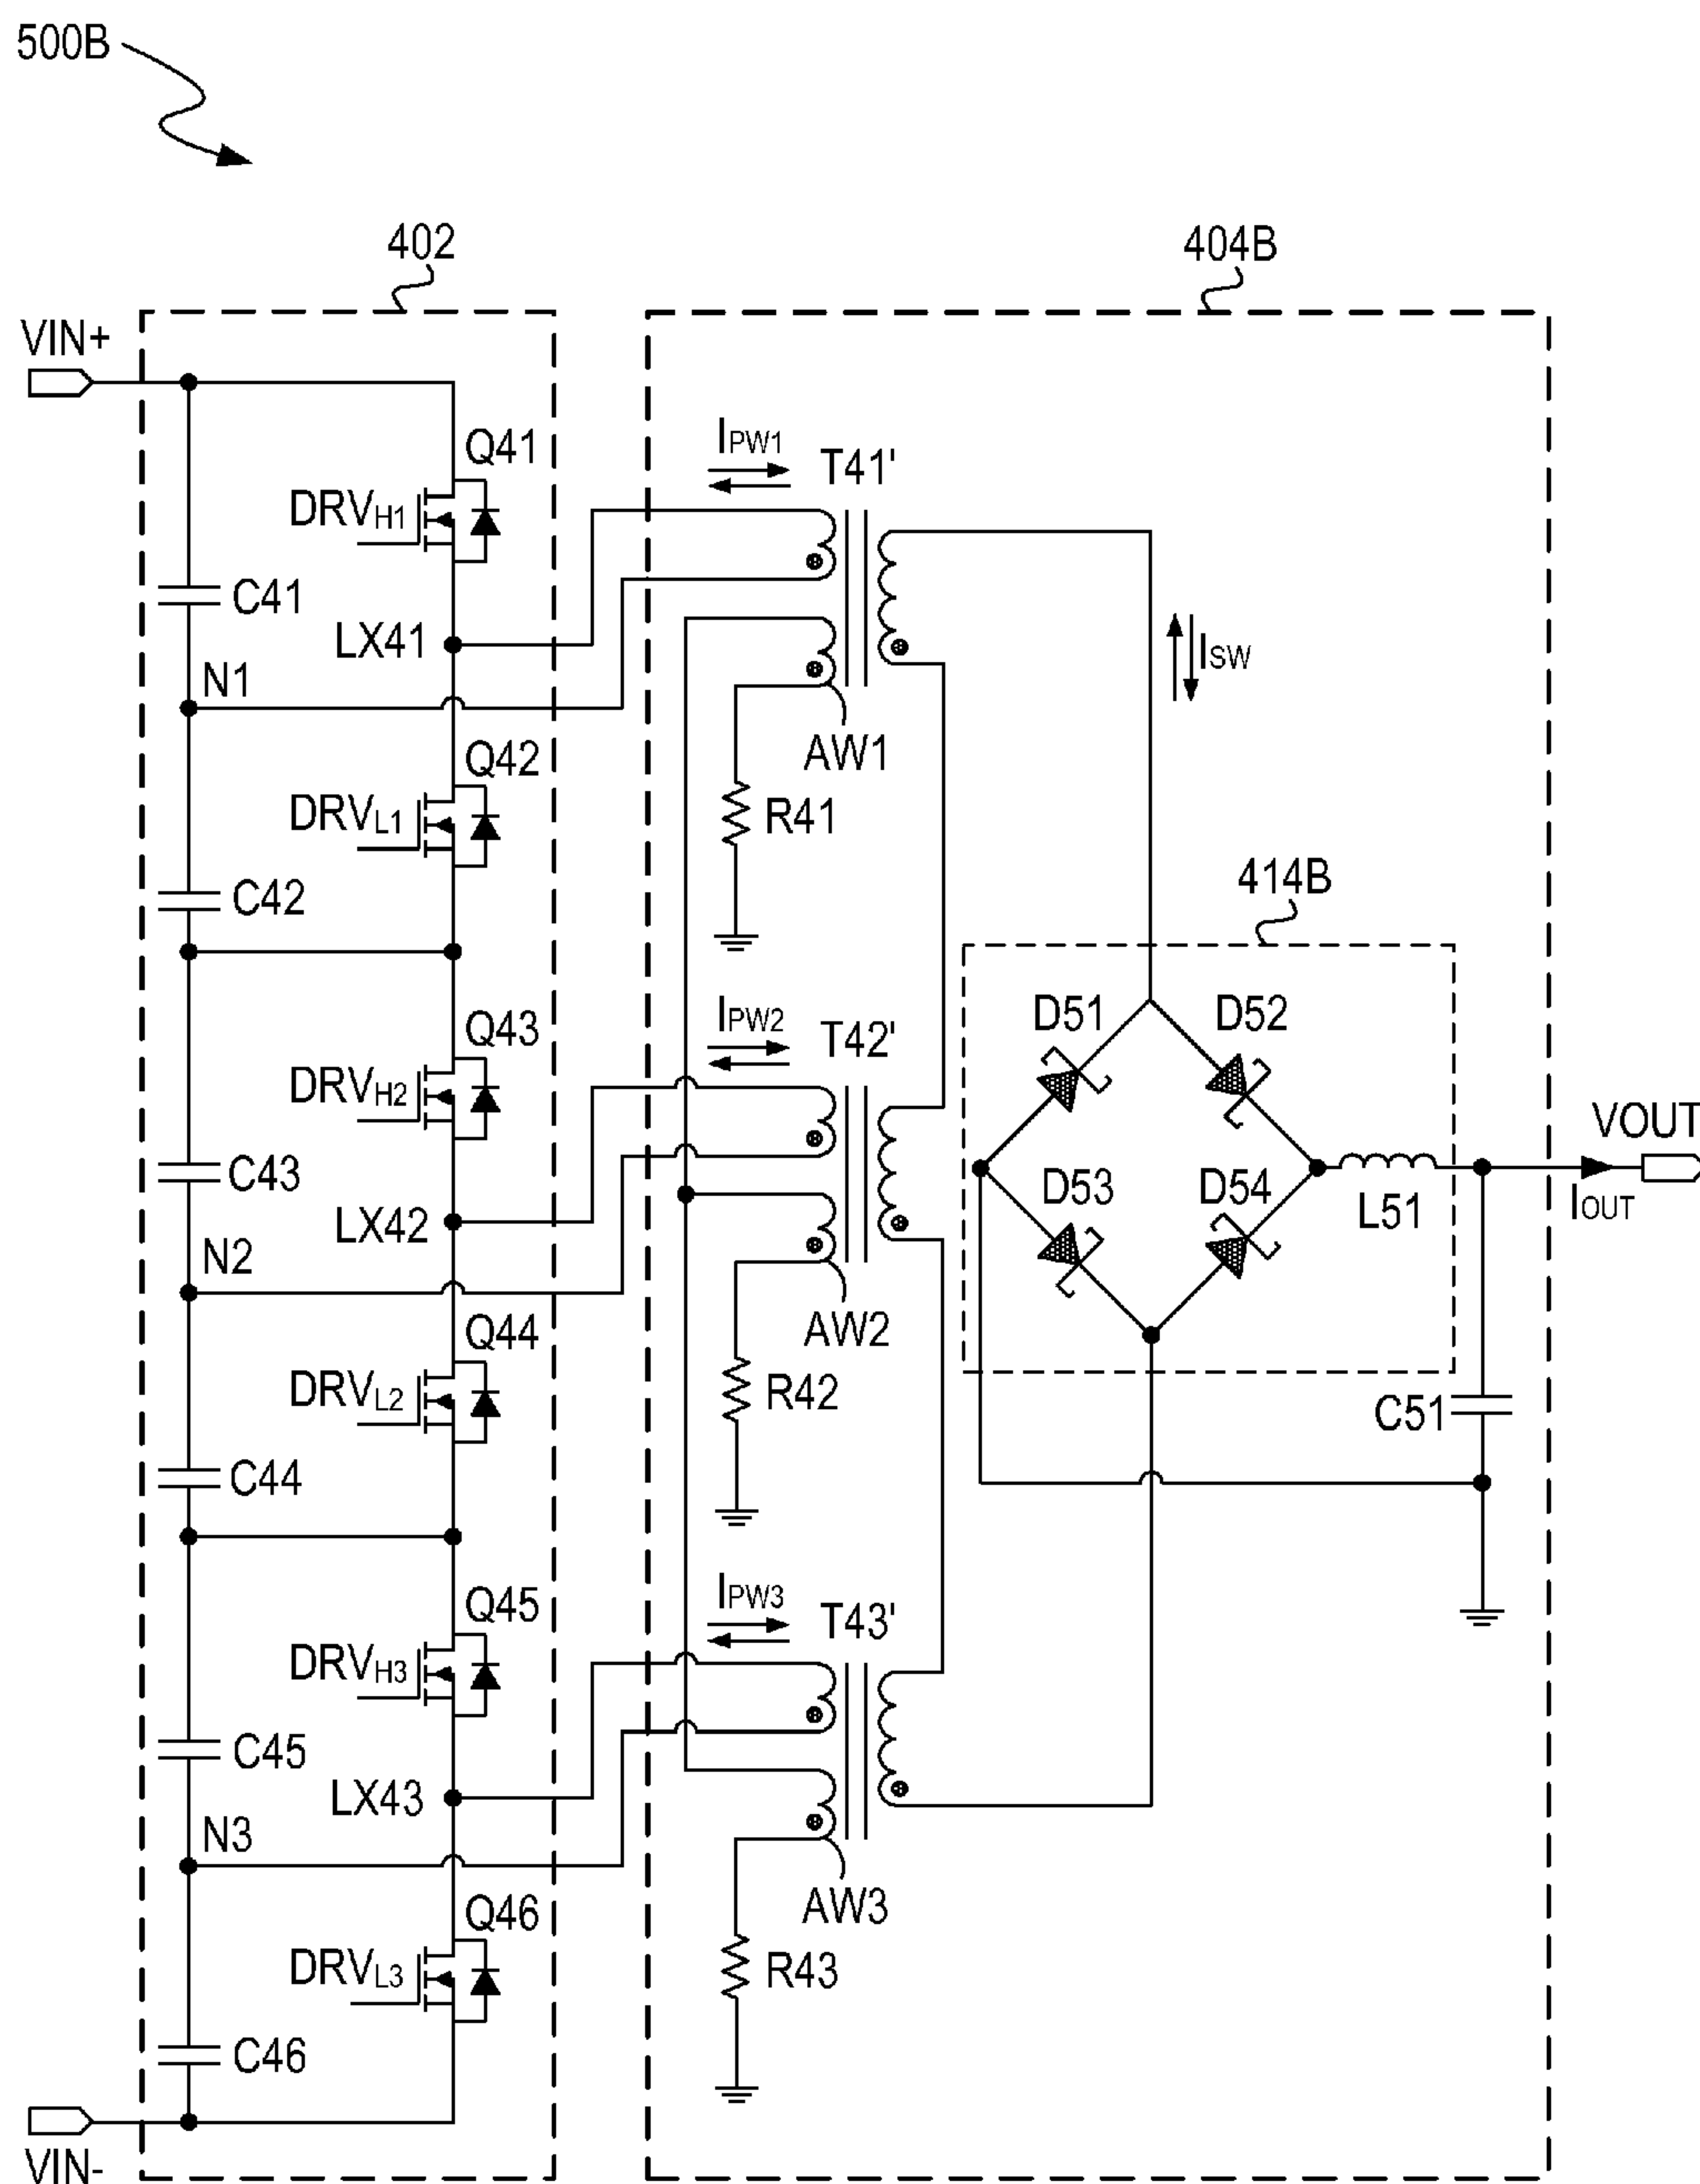 500B
402
404B
VIN+
Q41
DRVH1
C41
LX41
N1
Q42
DRVL1
C42
Q43
DRVH2
C43
LX42
N2
Q44
DRVL2
C44
Q45
DRVH3
C45
LX43
N3
Q46
DRVL3
C46
VIN-
IPW1
T41'
ISW
AW1
R41
414B
IPW2
T42'
D51
D52
D53
D54
L51
VOUT
IOUT
AW2
R42
C51
IPW3
T43'
AW3
R43